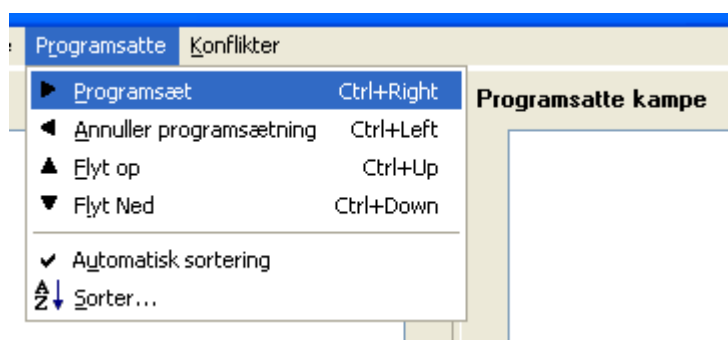 Programsatte Konflikter
Programsæt Ctrl+Right
Annuller programsætning Ctrl+Left
Flyt op Ctrl+Up
Flyt Ned Ctrl+Down
Automatisk sortering
Sorter...
Programsatte kampe